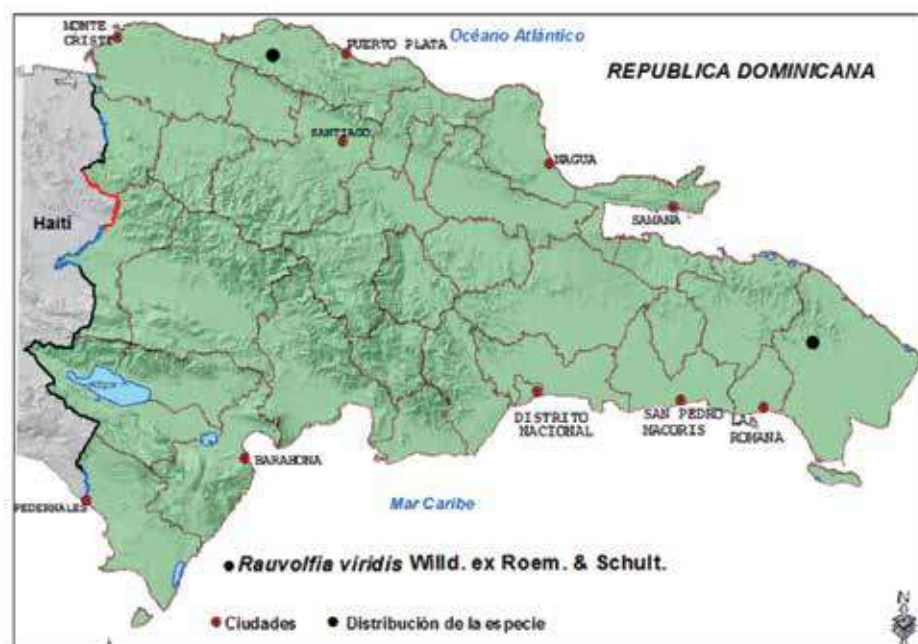 MONTE
CRISTI
PUERTO PLATA
Océano Atlántico
REPUBLICA DOMINICANA
SANTIAGO
NAGUA
SAMANA
Haití
DISTRITO
NACIONAL
SAN PEDRO
MACORIS
LA
ROMANA
BARAHONA
PEDERNALES
Mar Caribe
Rauvolfia viridis Willd. ex Roem. & Schult.
Ciudades
Distribución de la especie
N